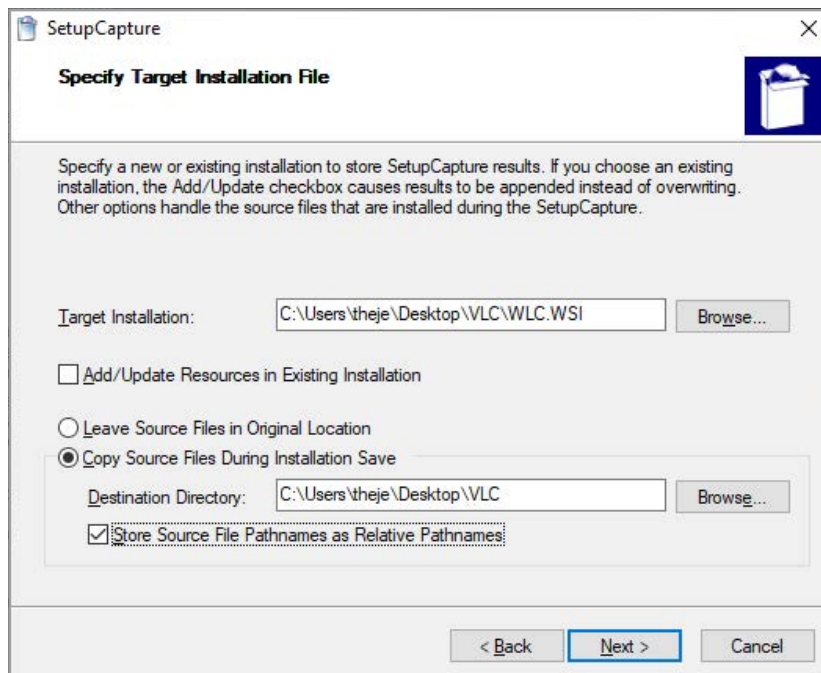 SetupCapture
Specify Target Installation File
Specify a new or existing installation to store SetupCapture results. If you choose an existing
installation, the Add/Update checkbox causes results to be appended instead of overwriting.
Other options handle the source files that are installed during the SetupCapture.
Target Installation: C:\Users\theje\Desktop\VLC\WLC.WSI Browse...
Add/Update Resources in Existing Installation
Leave Source Files in Original Location
Copy Source Files During Installation Save
Destination Directory: C:\Users\theje\Desktop\VLC Browse...
Store Source File Pathnames as Relative Pathnames
< Back Next > Cancel